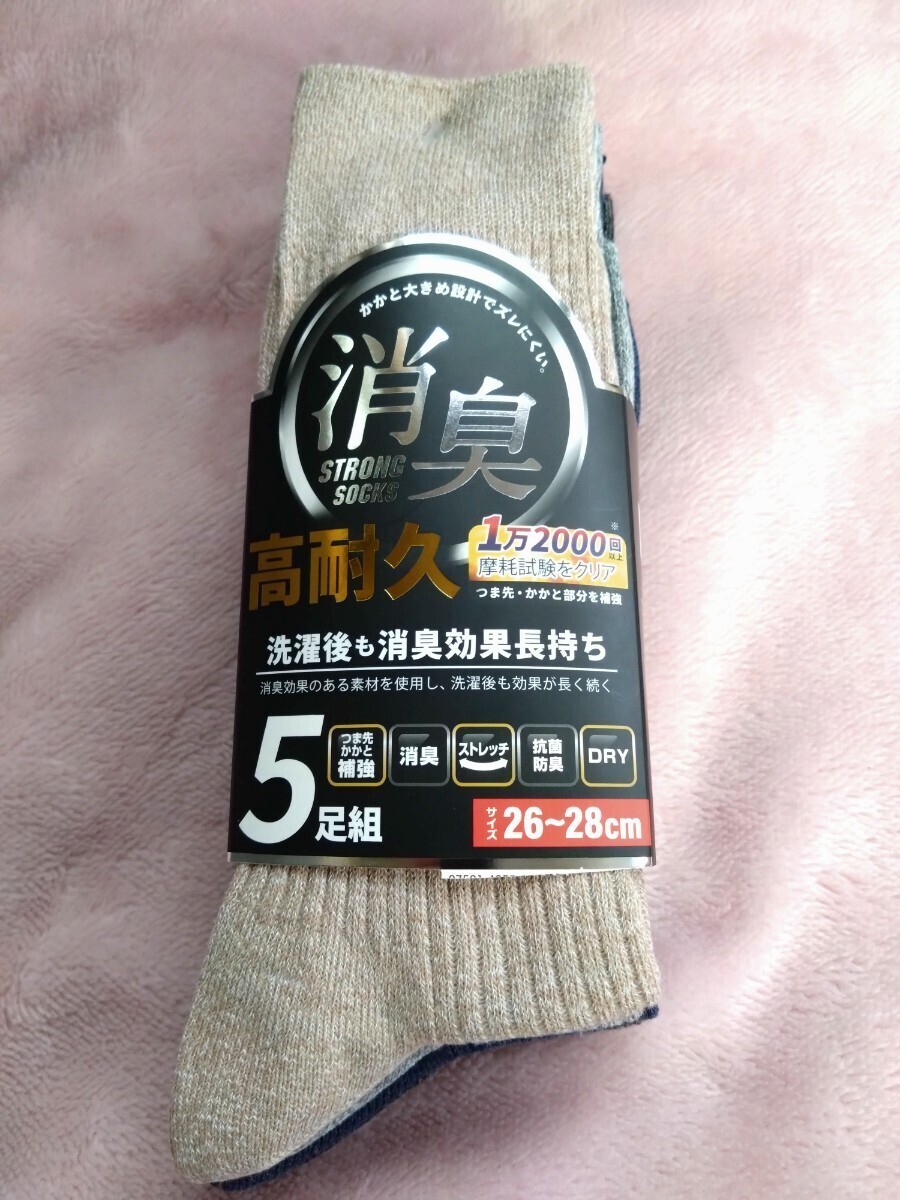 かかと大きめ設計でズレにくい。
消臭
STRONG
SOCKS
高耐久
※
1万2000回以上
摩耗試験をクリア
つま先・かかと部分を補強
洗濯後も消臭効果長持ち
消臭効果のある素材を使用し、洗濯後も効果が長く続く
5足組
つま先
かかと
補強
消臭
ストレッチ
抗菌
防臭
DRY
サイズ 26~28cm